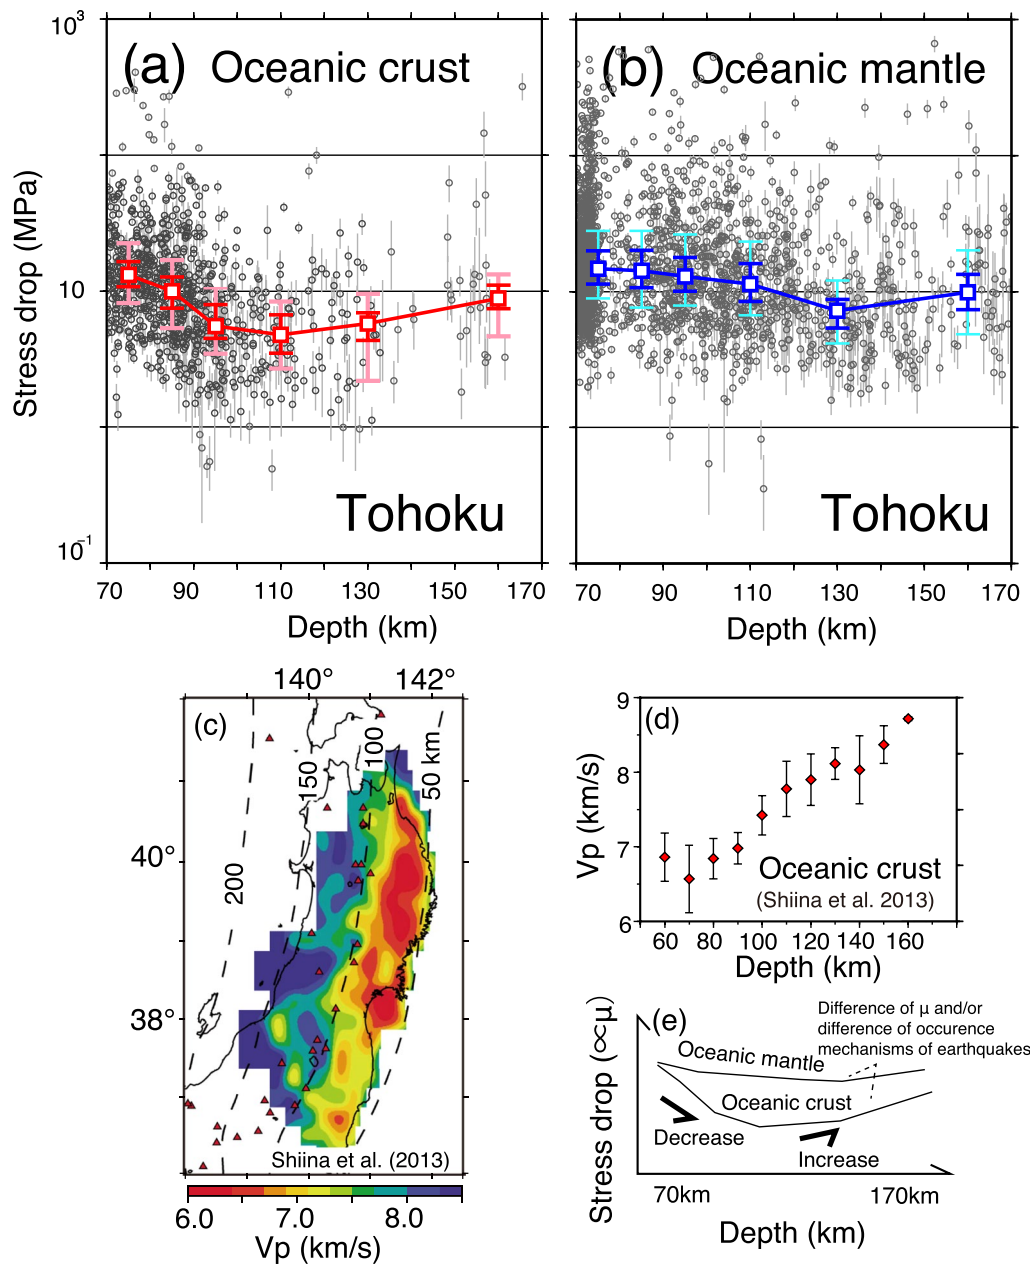 (a) Oceanic crust
(b) Oceanic mantle
10³
10
10⁻¹
Stress drop (MPa)
Tohoku
Tohoku
70 90 110 130 150 170
70 90 110 130 150 170
Depth (km)
Depth (km)
140° 142°
(c)
50 km
100
150
200
40°
38°
Shiina et al. (2013)
6.0 7.0 8.0
Vp (km/s)
(d)
9
8
7
6
Vp (km/s)
Oceanic crust
(Shiina et al. 2013)
60 80 100 120 140 160
Depth (km)
(e)
Difference of μ and/or
difference of occurence
mechanisms of earthquakes
Stress drop (∝μ)
Oceanic mantle
Oceanic crust
Decrease
Increase
70km 170km
Depth (km)